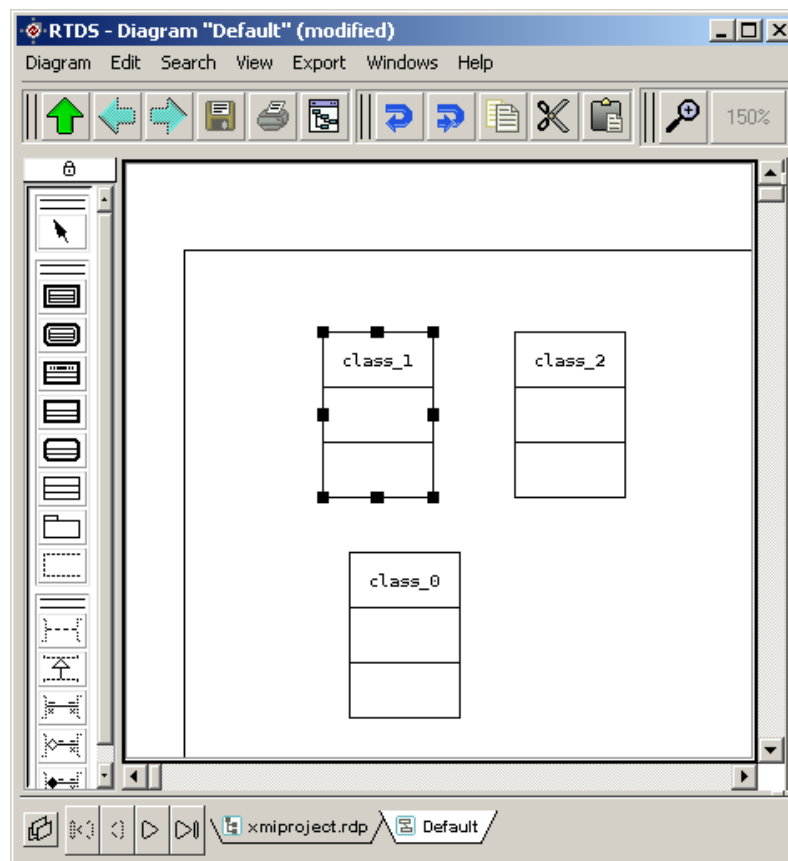 RTDS - Diagram "Default" (modified)
Diagram Edit Search View Export Windows Help
150%
class_1
class_2
class_0
xmiproject.rdp
Default